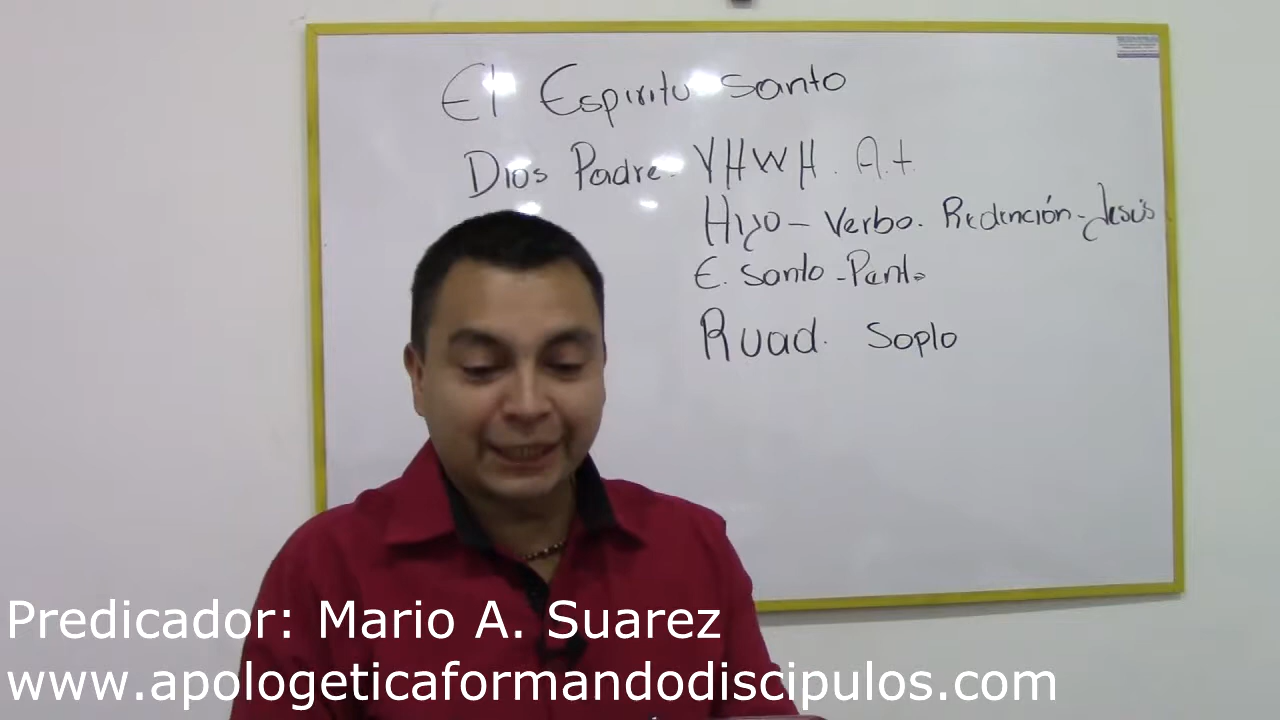 El Espiritu Santo
Dios Padre. YHWH. A.t.
Hijo - Verbo. Redención - Jesús
E. Santo - Pent.
Ruad. Soplo
Predicador: Mario A. Suarez
www.apologeticaformandodiscipulos.com